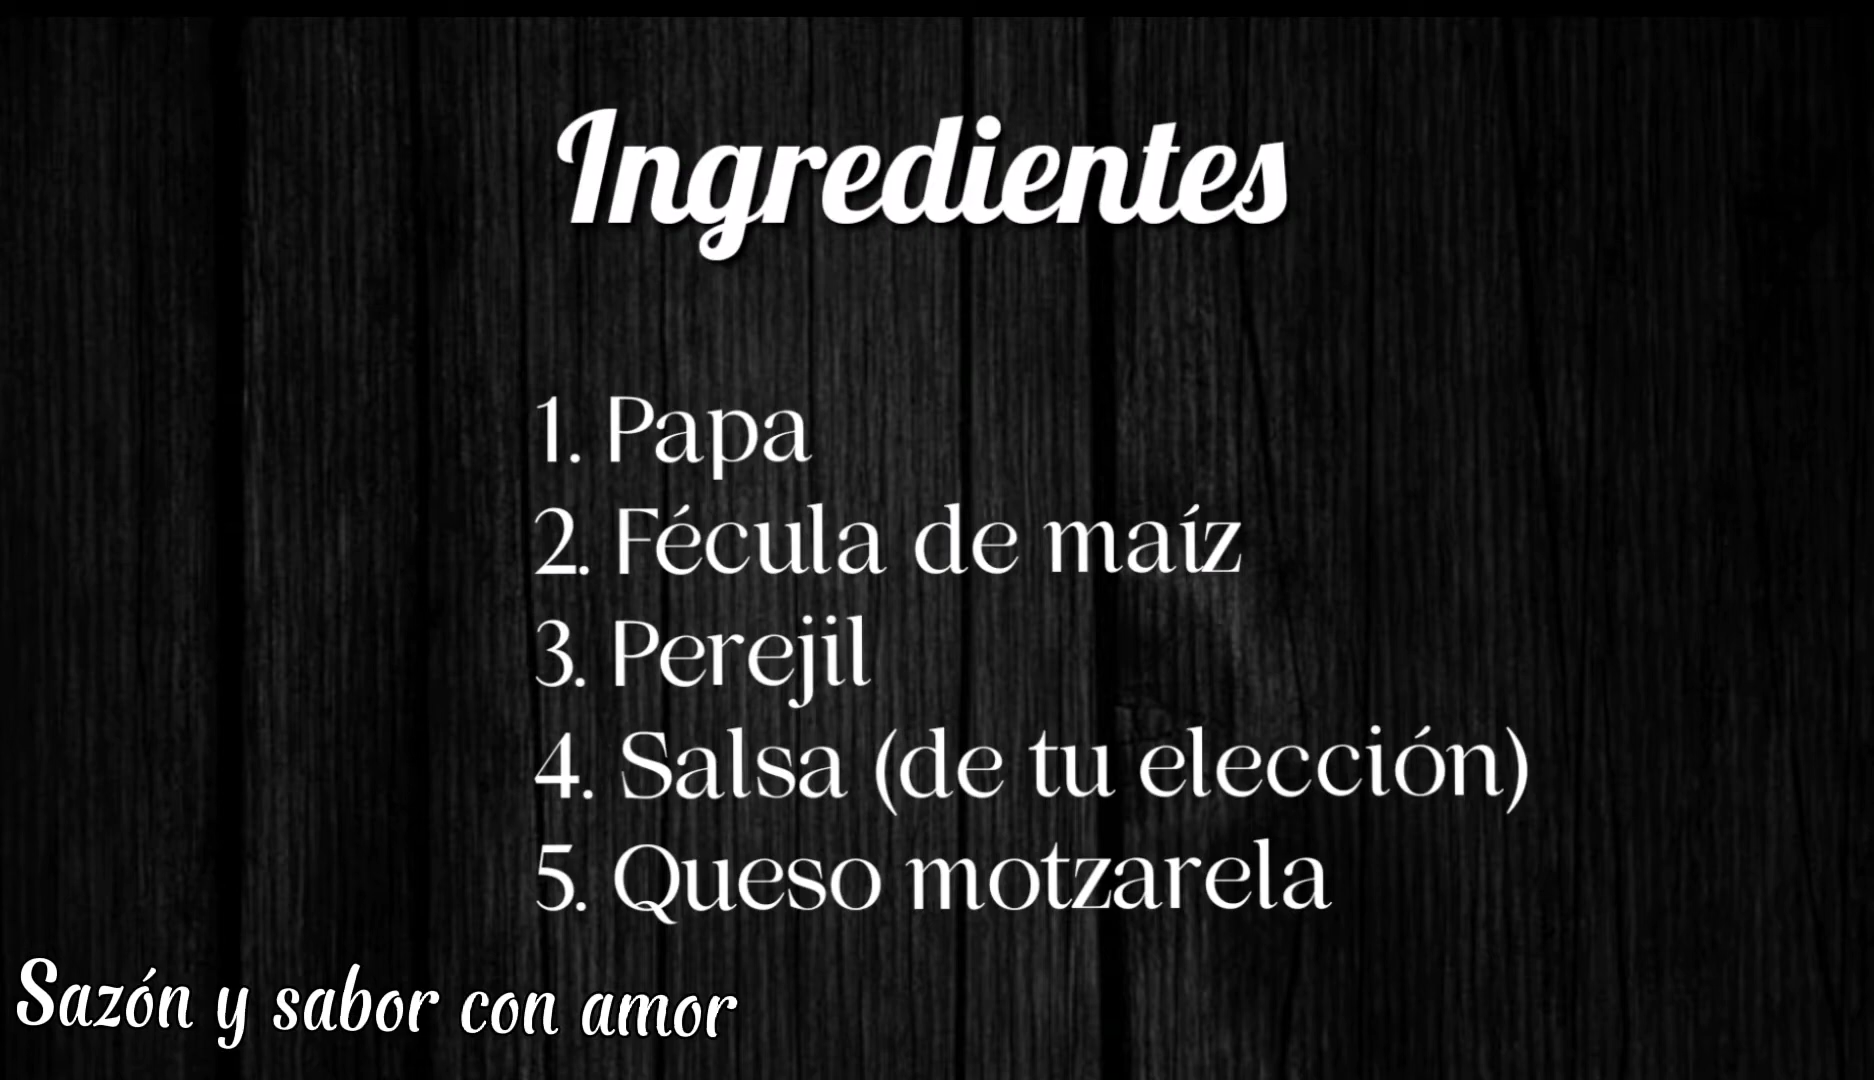 Ingredientes
1. Papa
2. Fécula de maíz
3. Perejil
4. Salsa (de tu elección)
5. Queso motzarela
Sazón y sabor con amor